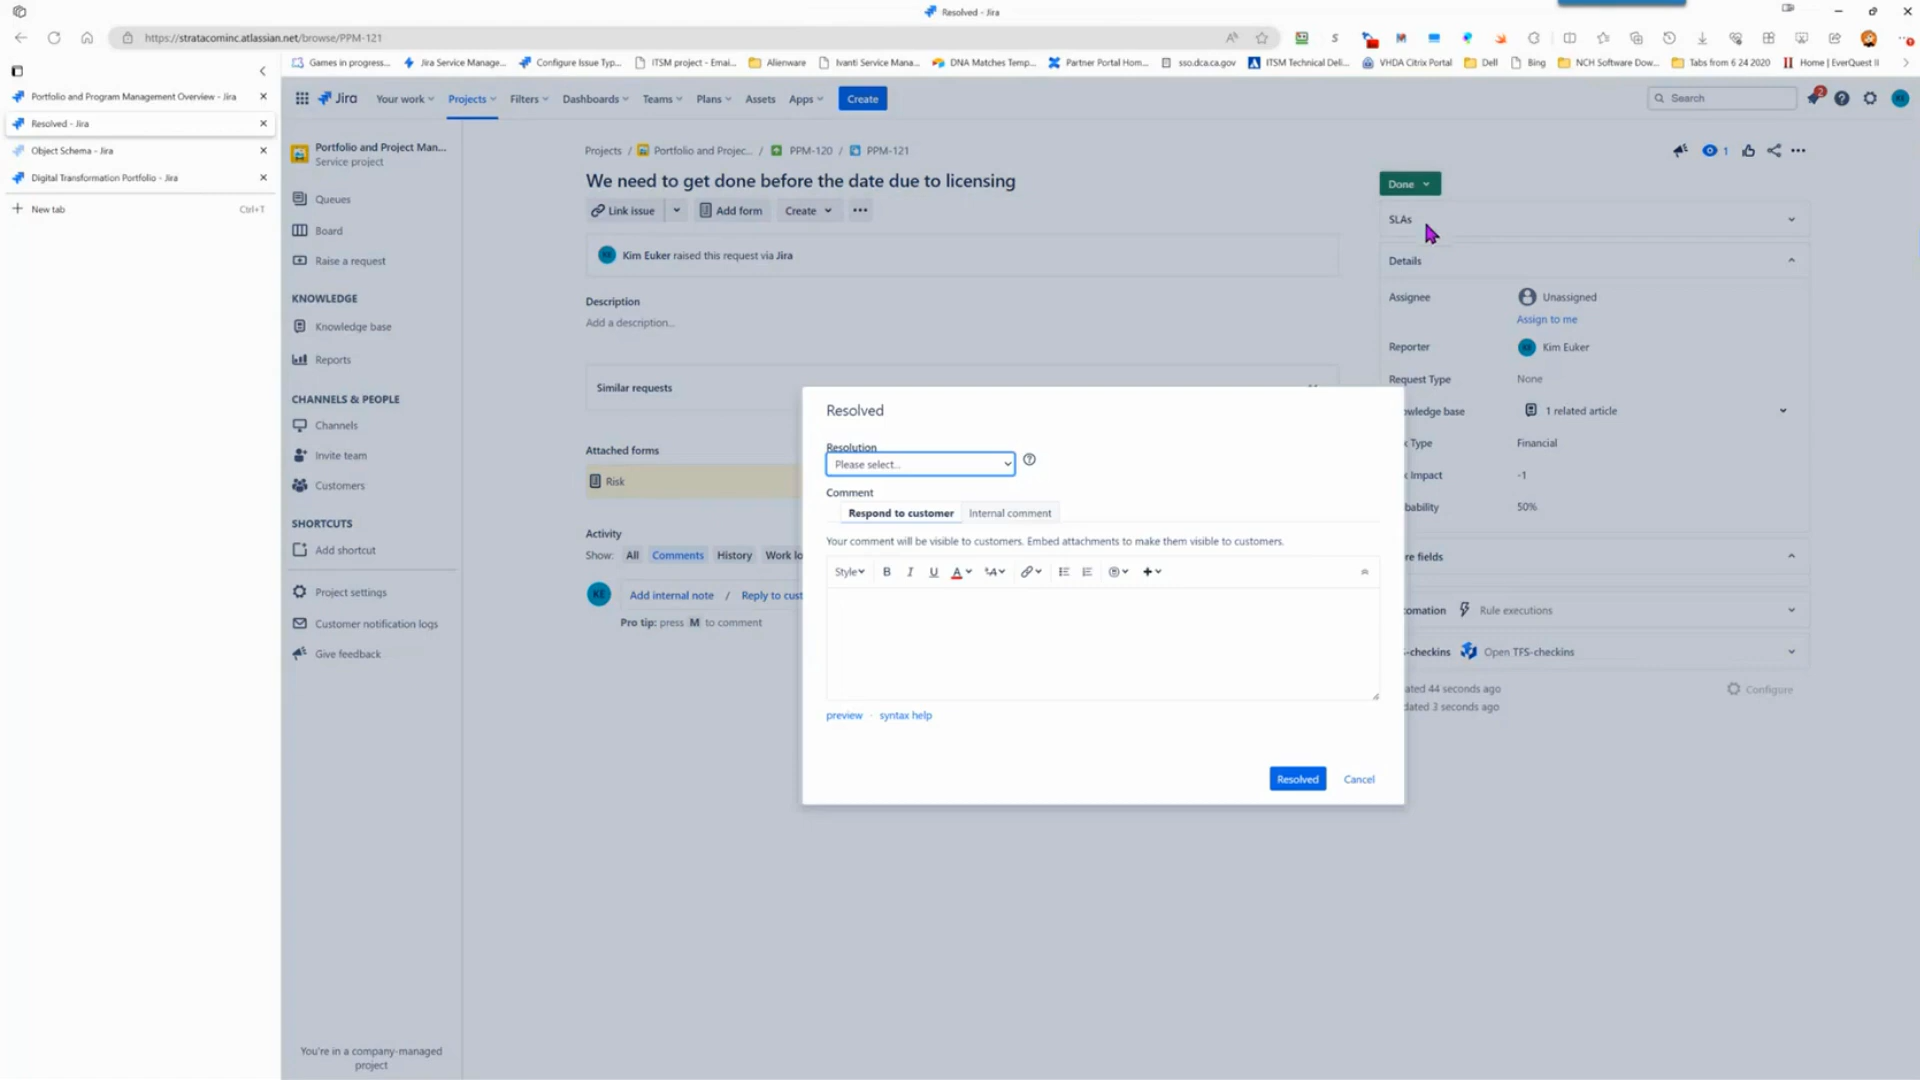 Resolved - Jira
https://stratacominc.atlassian.net/browse/PPM-121
Games in progress...
Jira Service Manage...
Configure Issue Typ...
ITSM project - Emai...
Alienware
Ivanti Service Mana...
DNA Matches Temp...
Partner Portal Hom...
sso.dca.ca.gov
ITSM Technical Deli...
VHDA Citrix Portal
Dell
Bing
NCH Software Dow...
Tabs from 6 24 2020
Home | EverQuest II
Portfolio and Program Management Overview - Jira
Resolved - Jira
Object Schema - Jira
Digital Transformation Portfolio - Jira
New tab
Ctrl+T
Jira
Your work
Projects
Filters
Dashboards
Teams
Plans
Assets
Apps
Create
Search
2
KE
Portfolio and Project Man...
Service project
Queues
Board
Raise a request
KNOWLEDGE
Knowledge base
Reports
CHANNELS & PEOPLE
Channels
Invite team
Customers
SHORTCUTS
Add shortcut
Project settings
Customer notification logs
Give feedback
You're in a company-managed
project
Projects / Portfolio and Projec... / PPM-120 / PPM-121
1
We need to get done before the date due to licensing
Link issue
Add form
Create
KE Kim Euker raised this request via Jira
Description
Add a description...
Similar requests
Attached forms
Risk
Activity
Show: All Comments History Work lo
KE Add internal note / Reply to cust
Pro tip: press M to comment
Done
SLAs
Details
Assignee
Unassigned
Assign to me
Reporter
KE Kim Euker
Request Type
None
owledge base
1 related article
k Type
Financial
k Impact
-1
bability
50%
re fields
omation Rule executions
-checkins Open TFS-checkins
ated 44 seconds ago
dated 3 seconds ago
Configure
Resolved
Resolution
Please select...
Comment
Respond to customer
Internal comment
Your comment will be visible to customers. Embed attachments to make them visible to customers.
Style B I U A
preview · syntax help
Resolved
Cancel